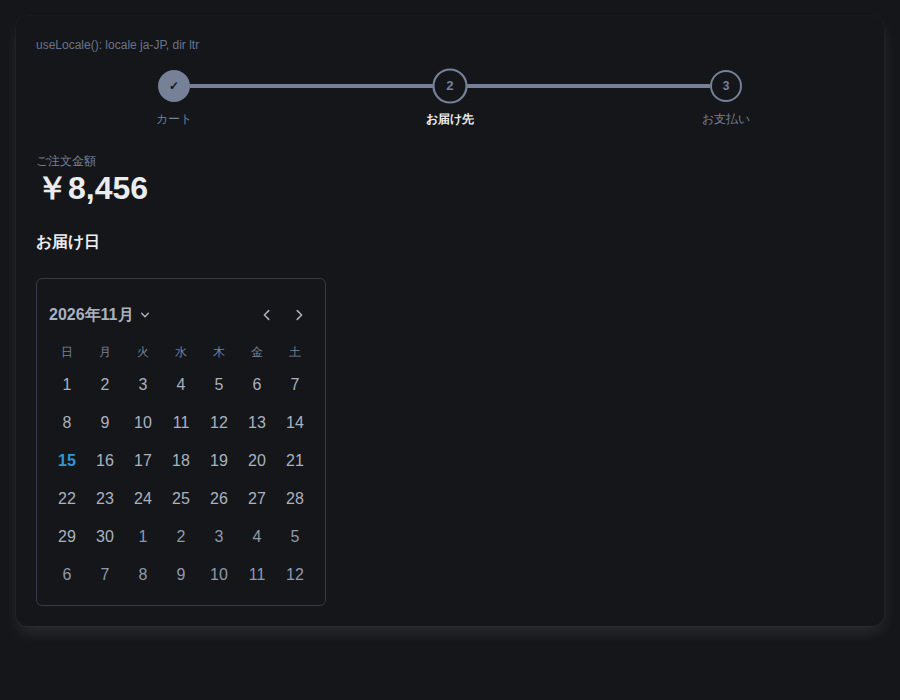 useLocale(): locale ja-JP, dir ltr
✓ 2 3
カート お届け先 お支払い
ご注文金額
￥8,456
お届け日
2026年11月
日 月 火 水 木 金 土
1 2 3 4 5 6 7
8 9 10 11 12 13 14
15 16 17 18 19 20 21
22 23 24 25 26 27 28
29 30 1 2 3 4 5
6 7 8 9 10 11 12